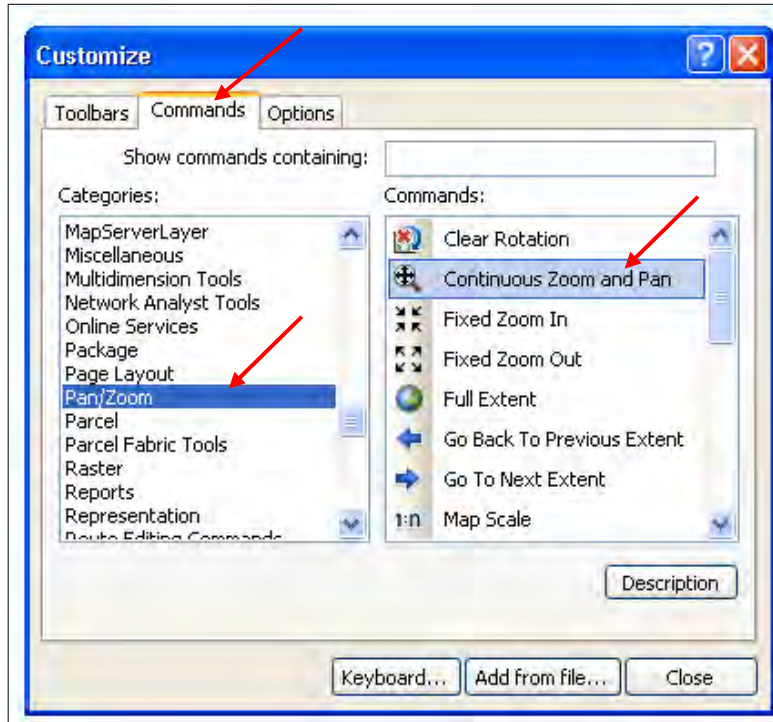 Customize
Toolbars Commands Options
Show commands containing:
Categories:
MapServerLayer
Miscellaneous
Multidimension Tools
Network Analyst Tools
Online Services
Package
Page Layout
Pan/Zoom
Parcel
Parcel Fabric Tools
Raster
Reports
Representation
Route Editing Commands
Commands:
Clear Rotation
Continuous Zoom and Pan
Fixed Zoom In
Fixed Zoom Out
Full Extent
Go Back To Previous Extent
Go To Next Extent
1:n Map Scale
Description
Keyboard... Add from file... Close